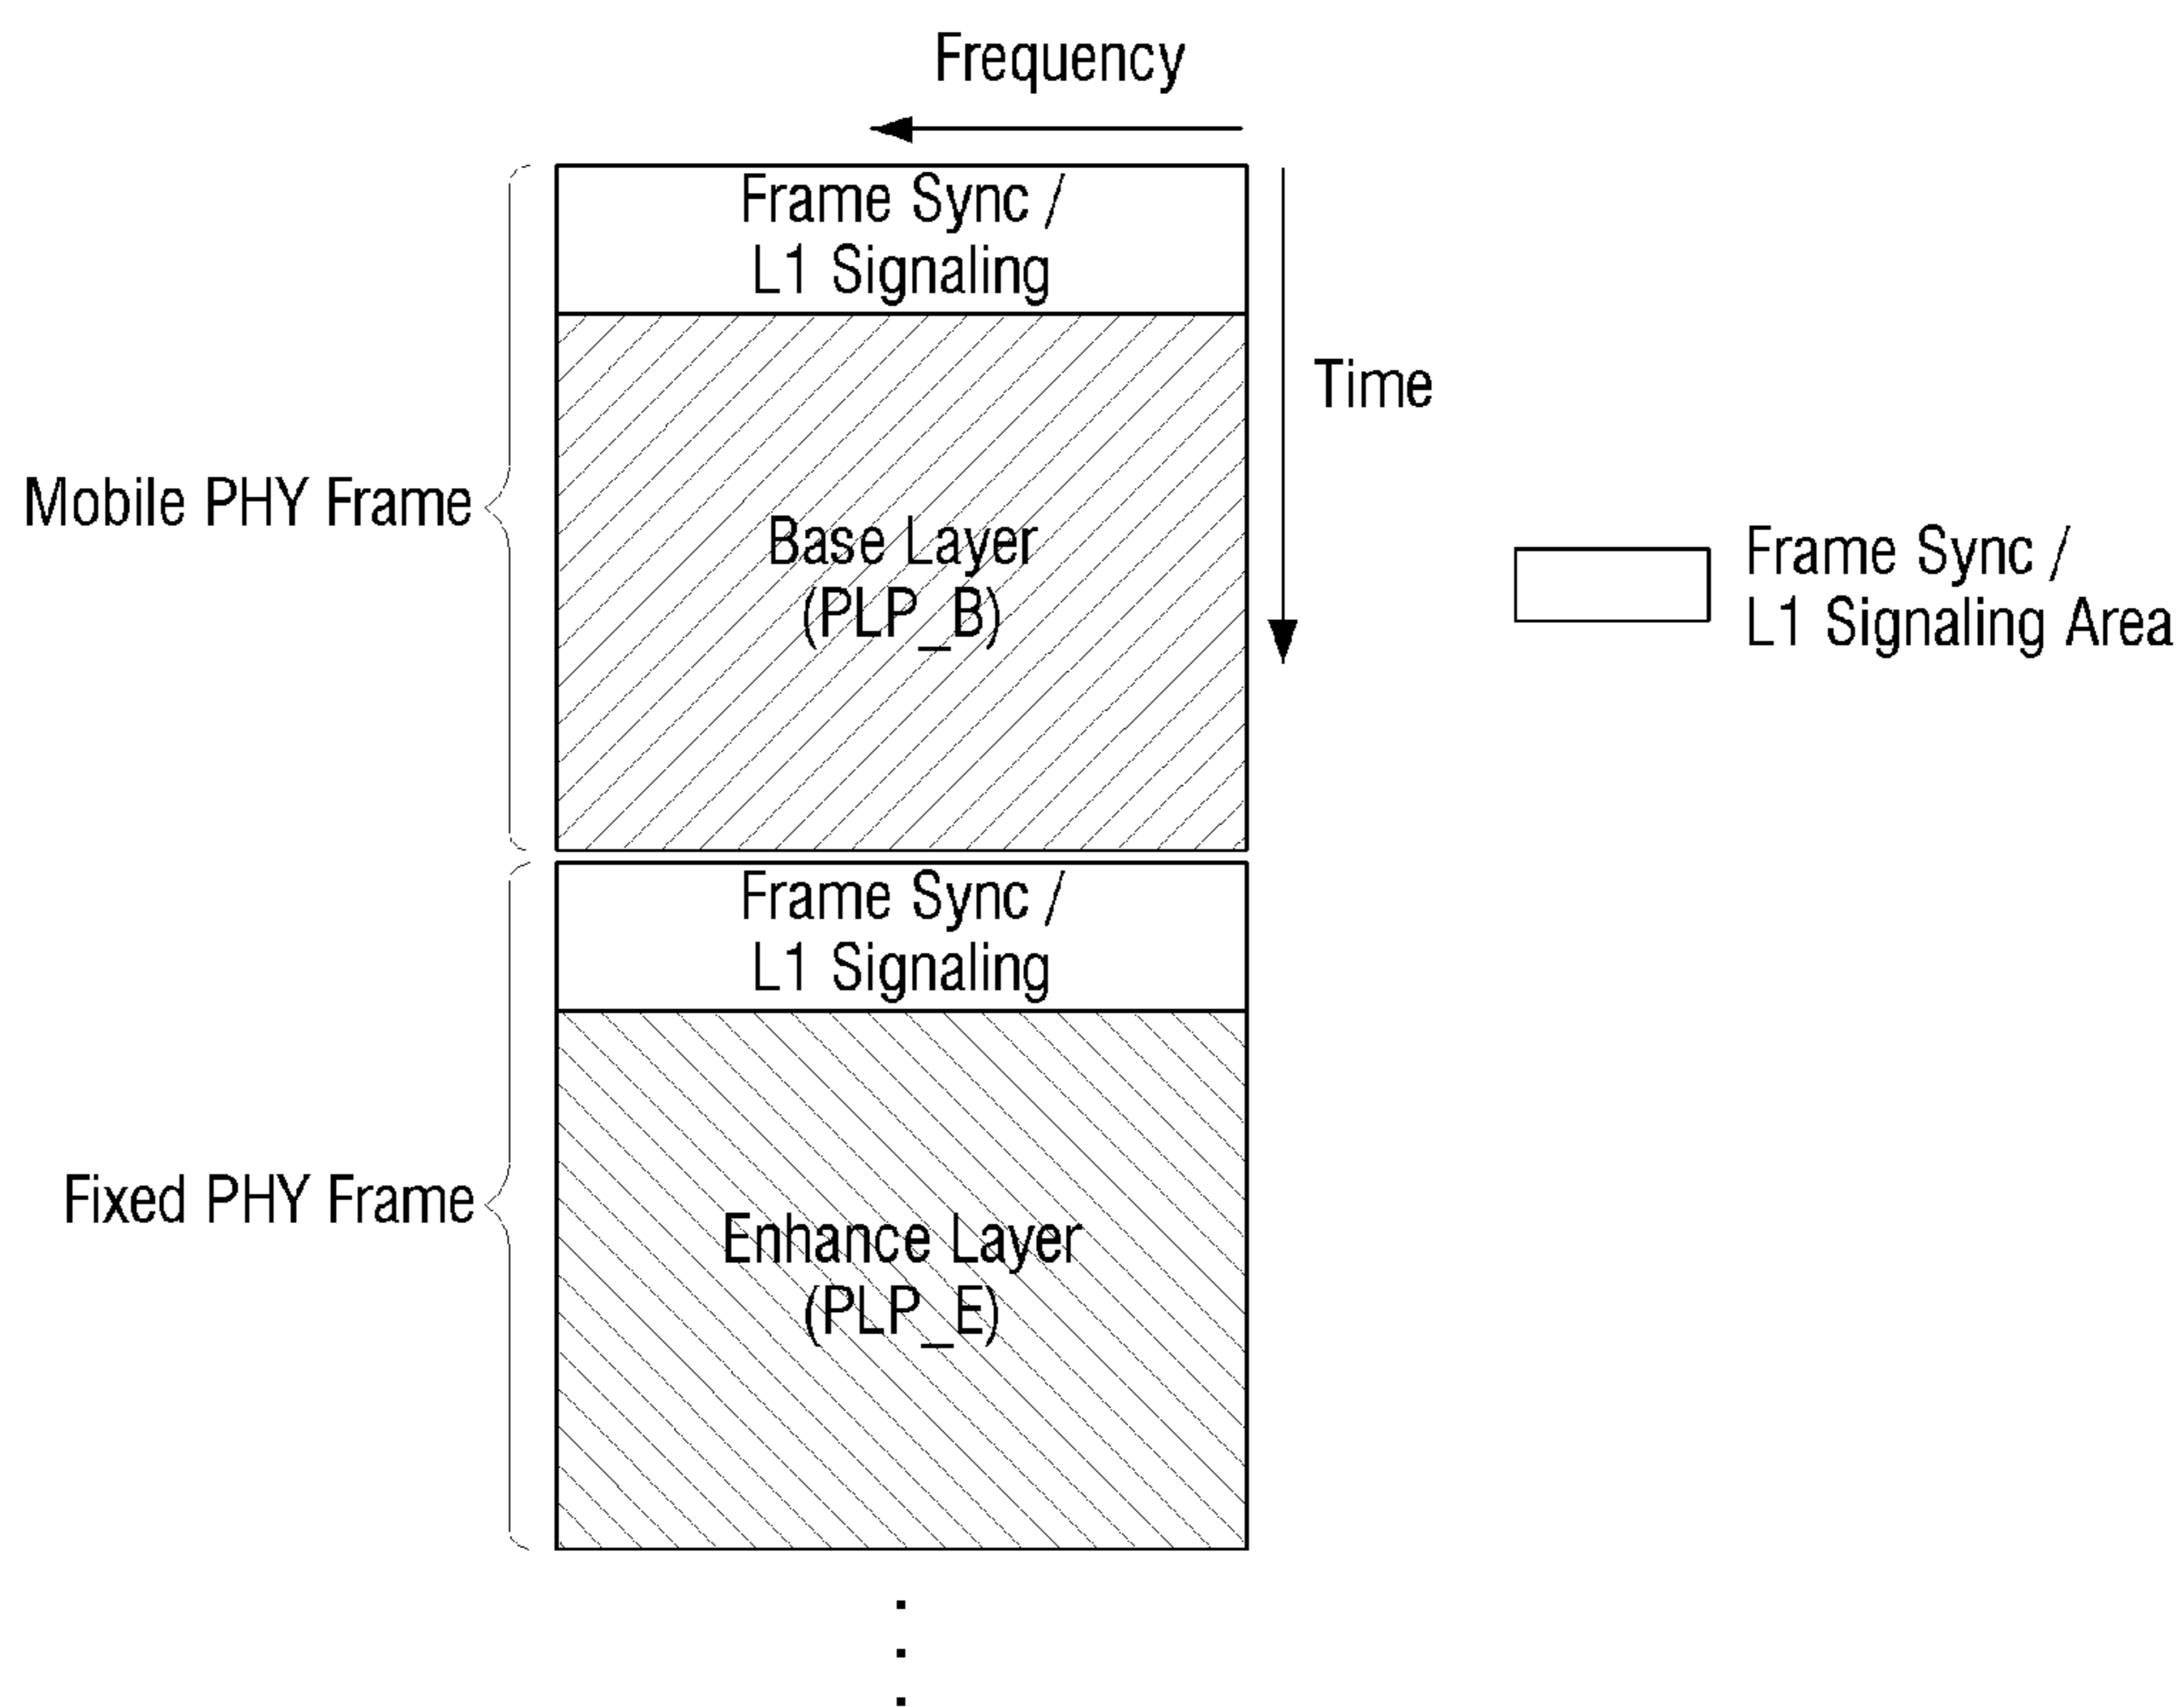 Frequency
Frame Sync /
L1 Signaling
Time
Mobile PHY Frame
Base Layer
(PLP_B)
Frame Sync /
L1 Signaling Area
Frame Sync /
L1 Signaling
Fixed PHY Frame
Enhance Layer
(PLP_E)